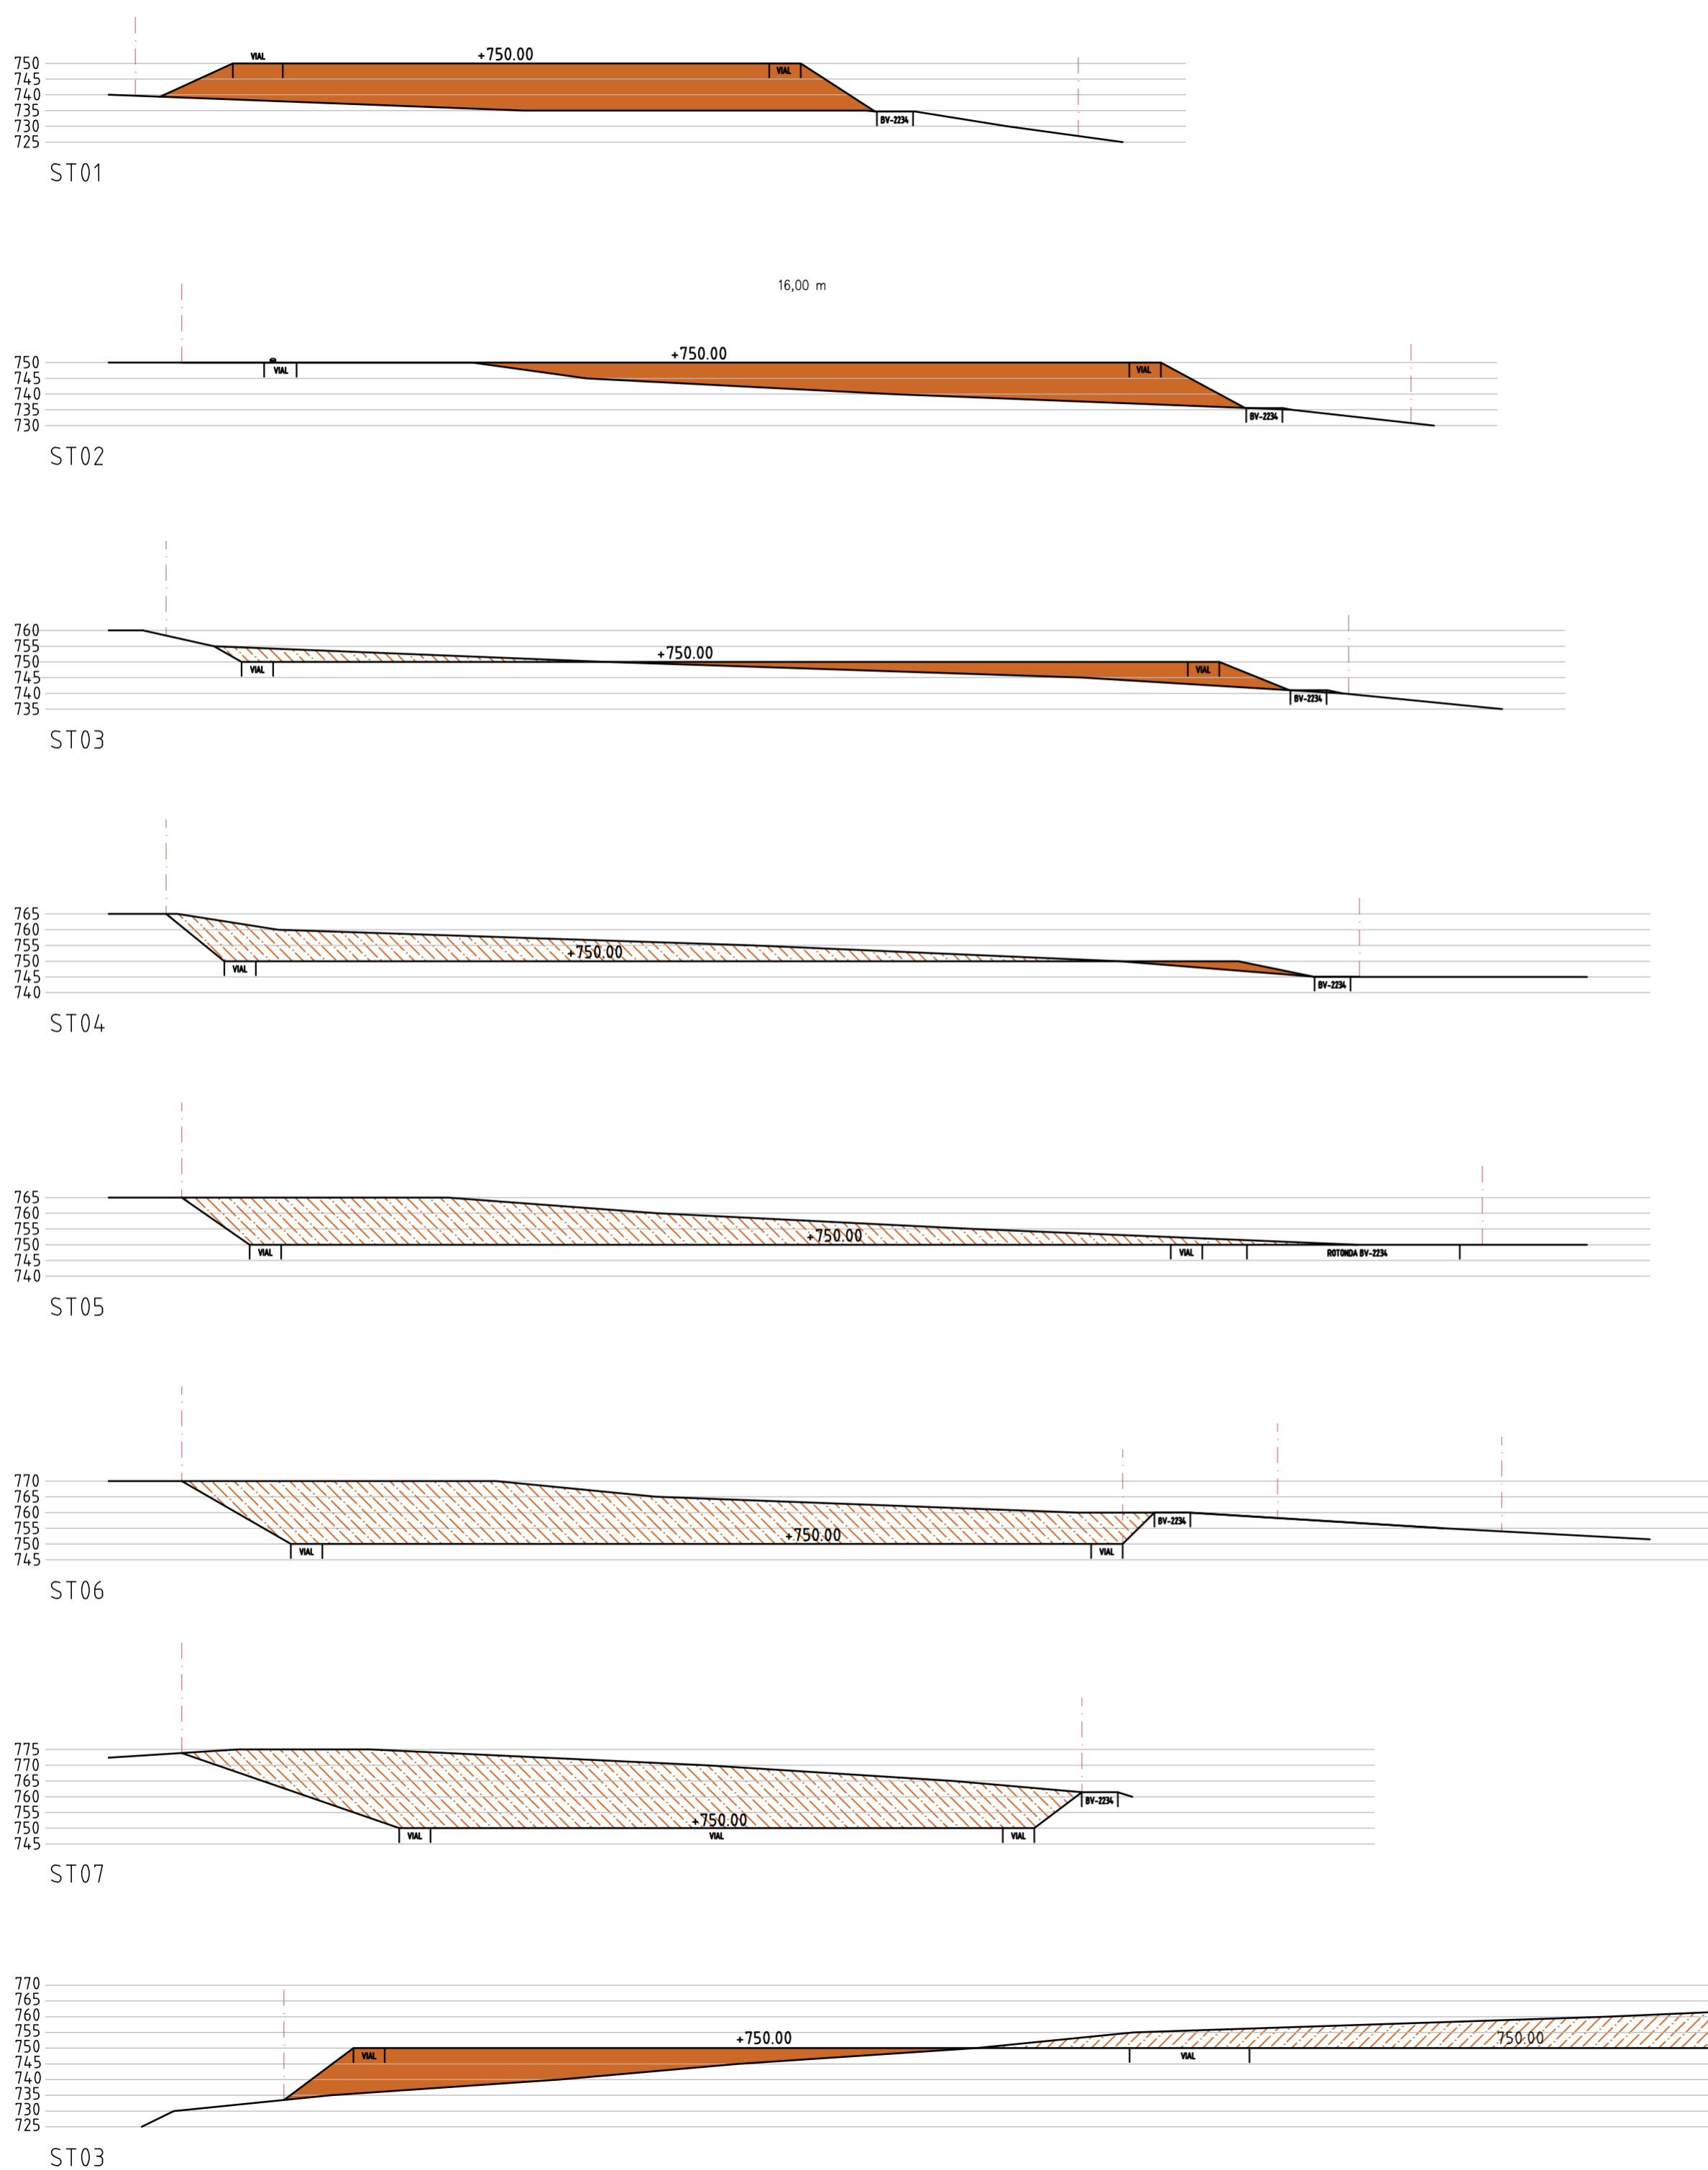 VIAL +750.00
750
745 VIAL
740
735
730 BV-2234
725
ST01
16,00 m
+750.00
750
745 VIAL VIAL
740
735
730 BV-2234
ST02
760
755
750 +750.00
745 VIAL VIAL
740
735 BV-2234
ST03
765
760
755
750 +750.00
745 VIAL
740 BV-2234
ST04
765
760
755
750 +750.00
745 VIAL VIAL ROTONDA BV-2234
740
ST05
770
765
760
755 BV-2234
750 +750.00
745 VIAL VIAL
ST06
775
770
765
760 BV-2234
755
750 +750.00
745 VIAL VIAL VIAL
ST07
770
765
760
755
750 +750.00 750.00
745 VIAL VIAL
740
735
730
725
ST03